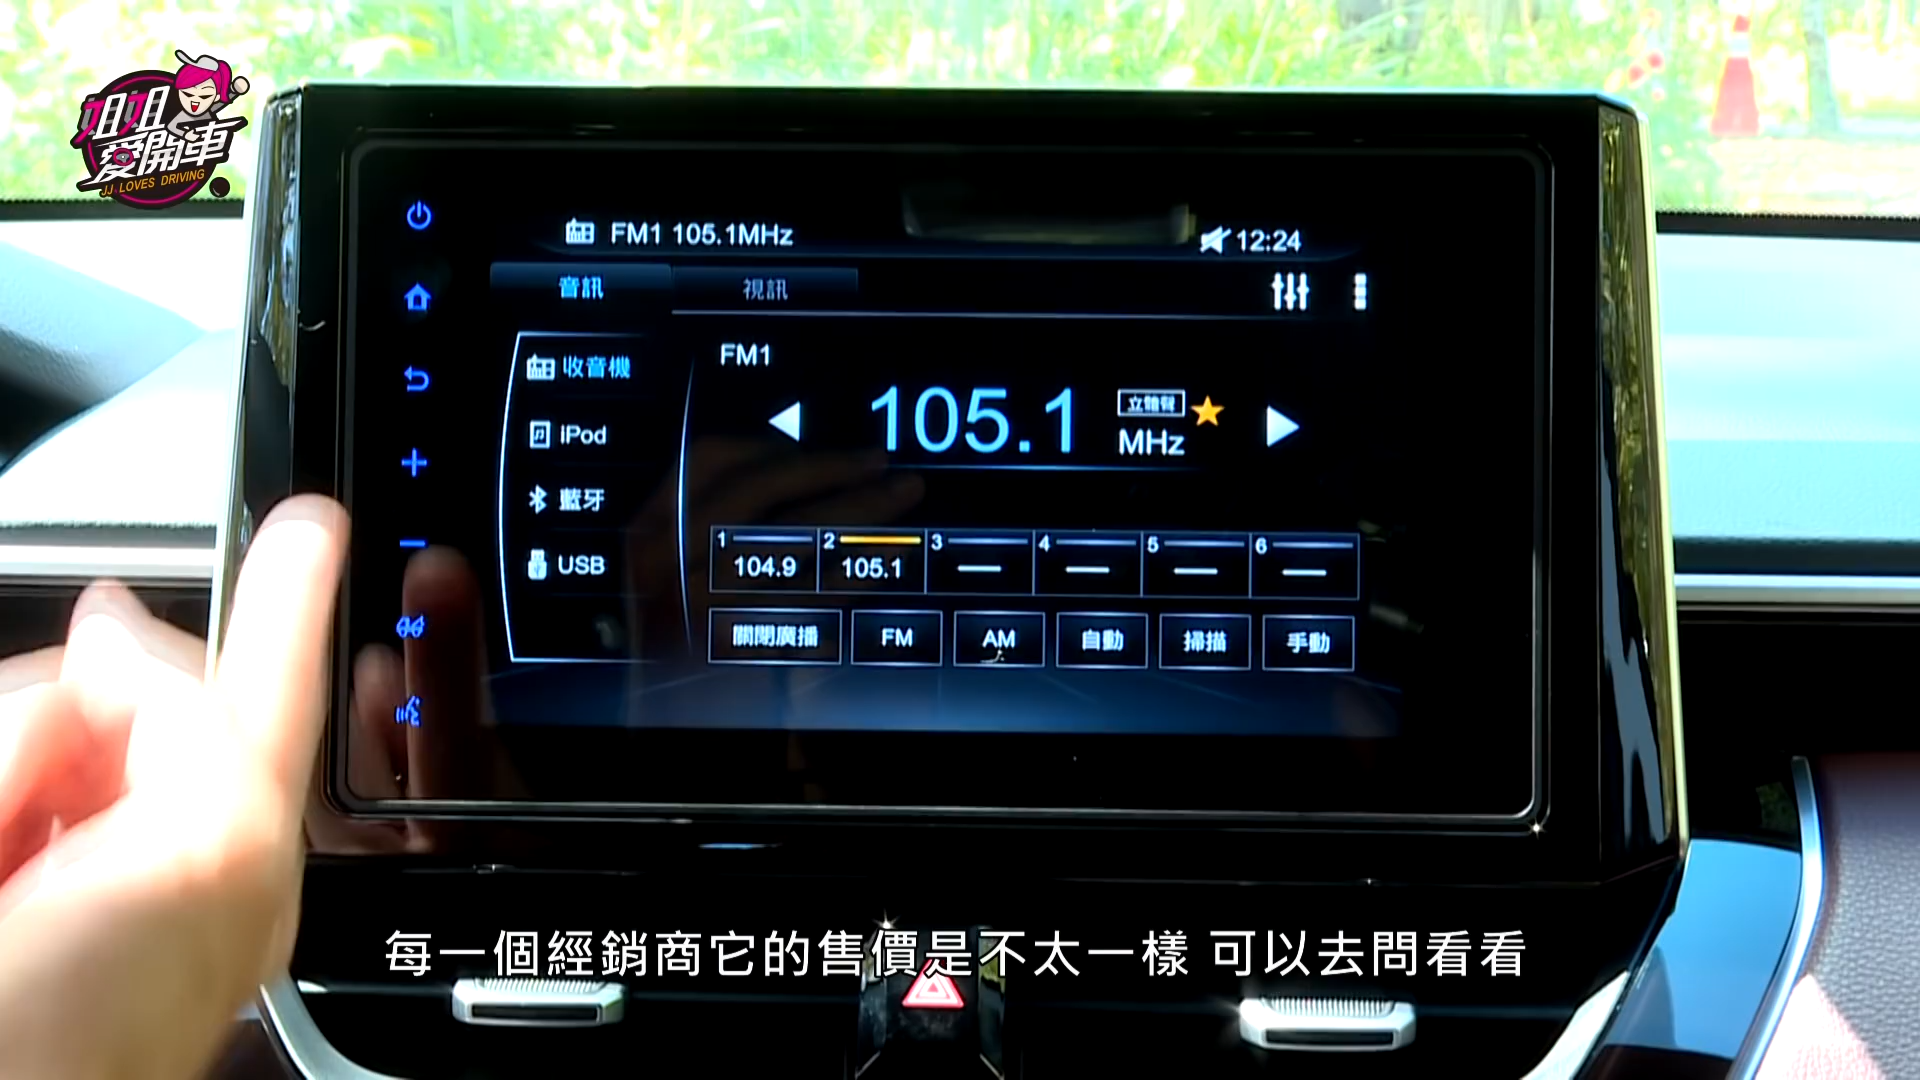 姐姐
愛開車
JJ LOVES DRIVING
FM1 105.1MHz
12:24
音訊
視訊
收音機
iPod
藍牙
USB
FM1
105.1
立體聲
MHz
1 2 3 4 5 6
104.9 105.1
關閉廣播 FM AM 自動 掃描 手動
每一個經銷商它的售價是不太一樣 可以去問看看